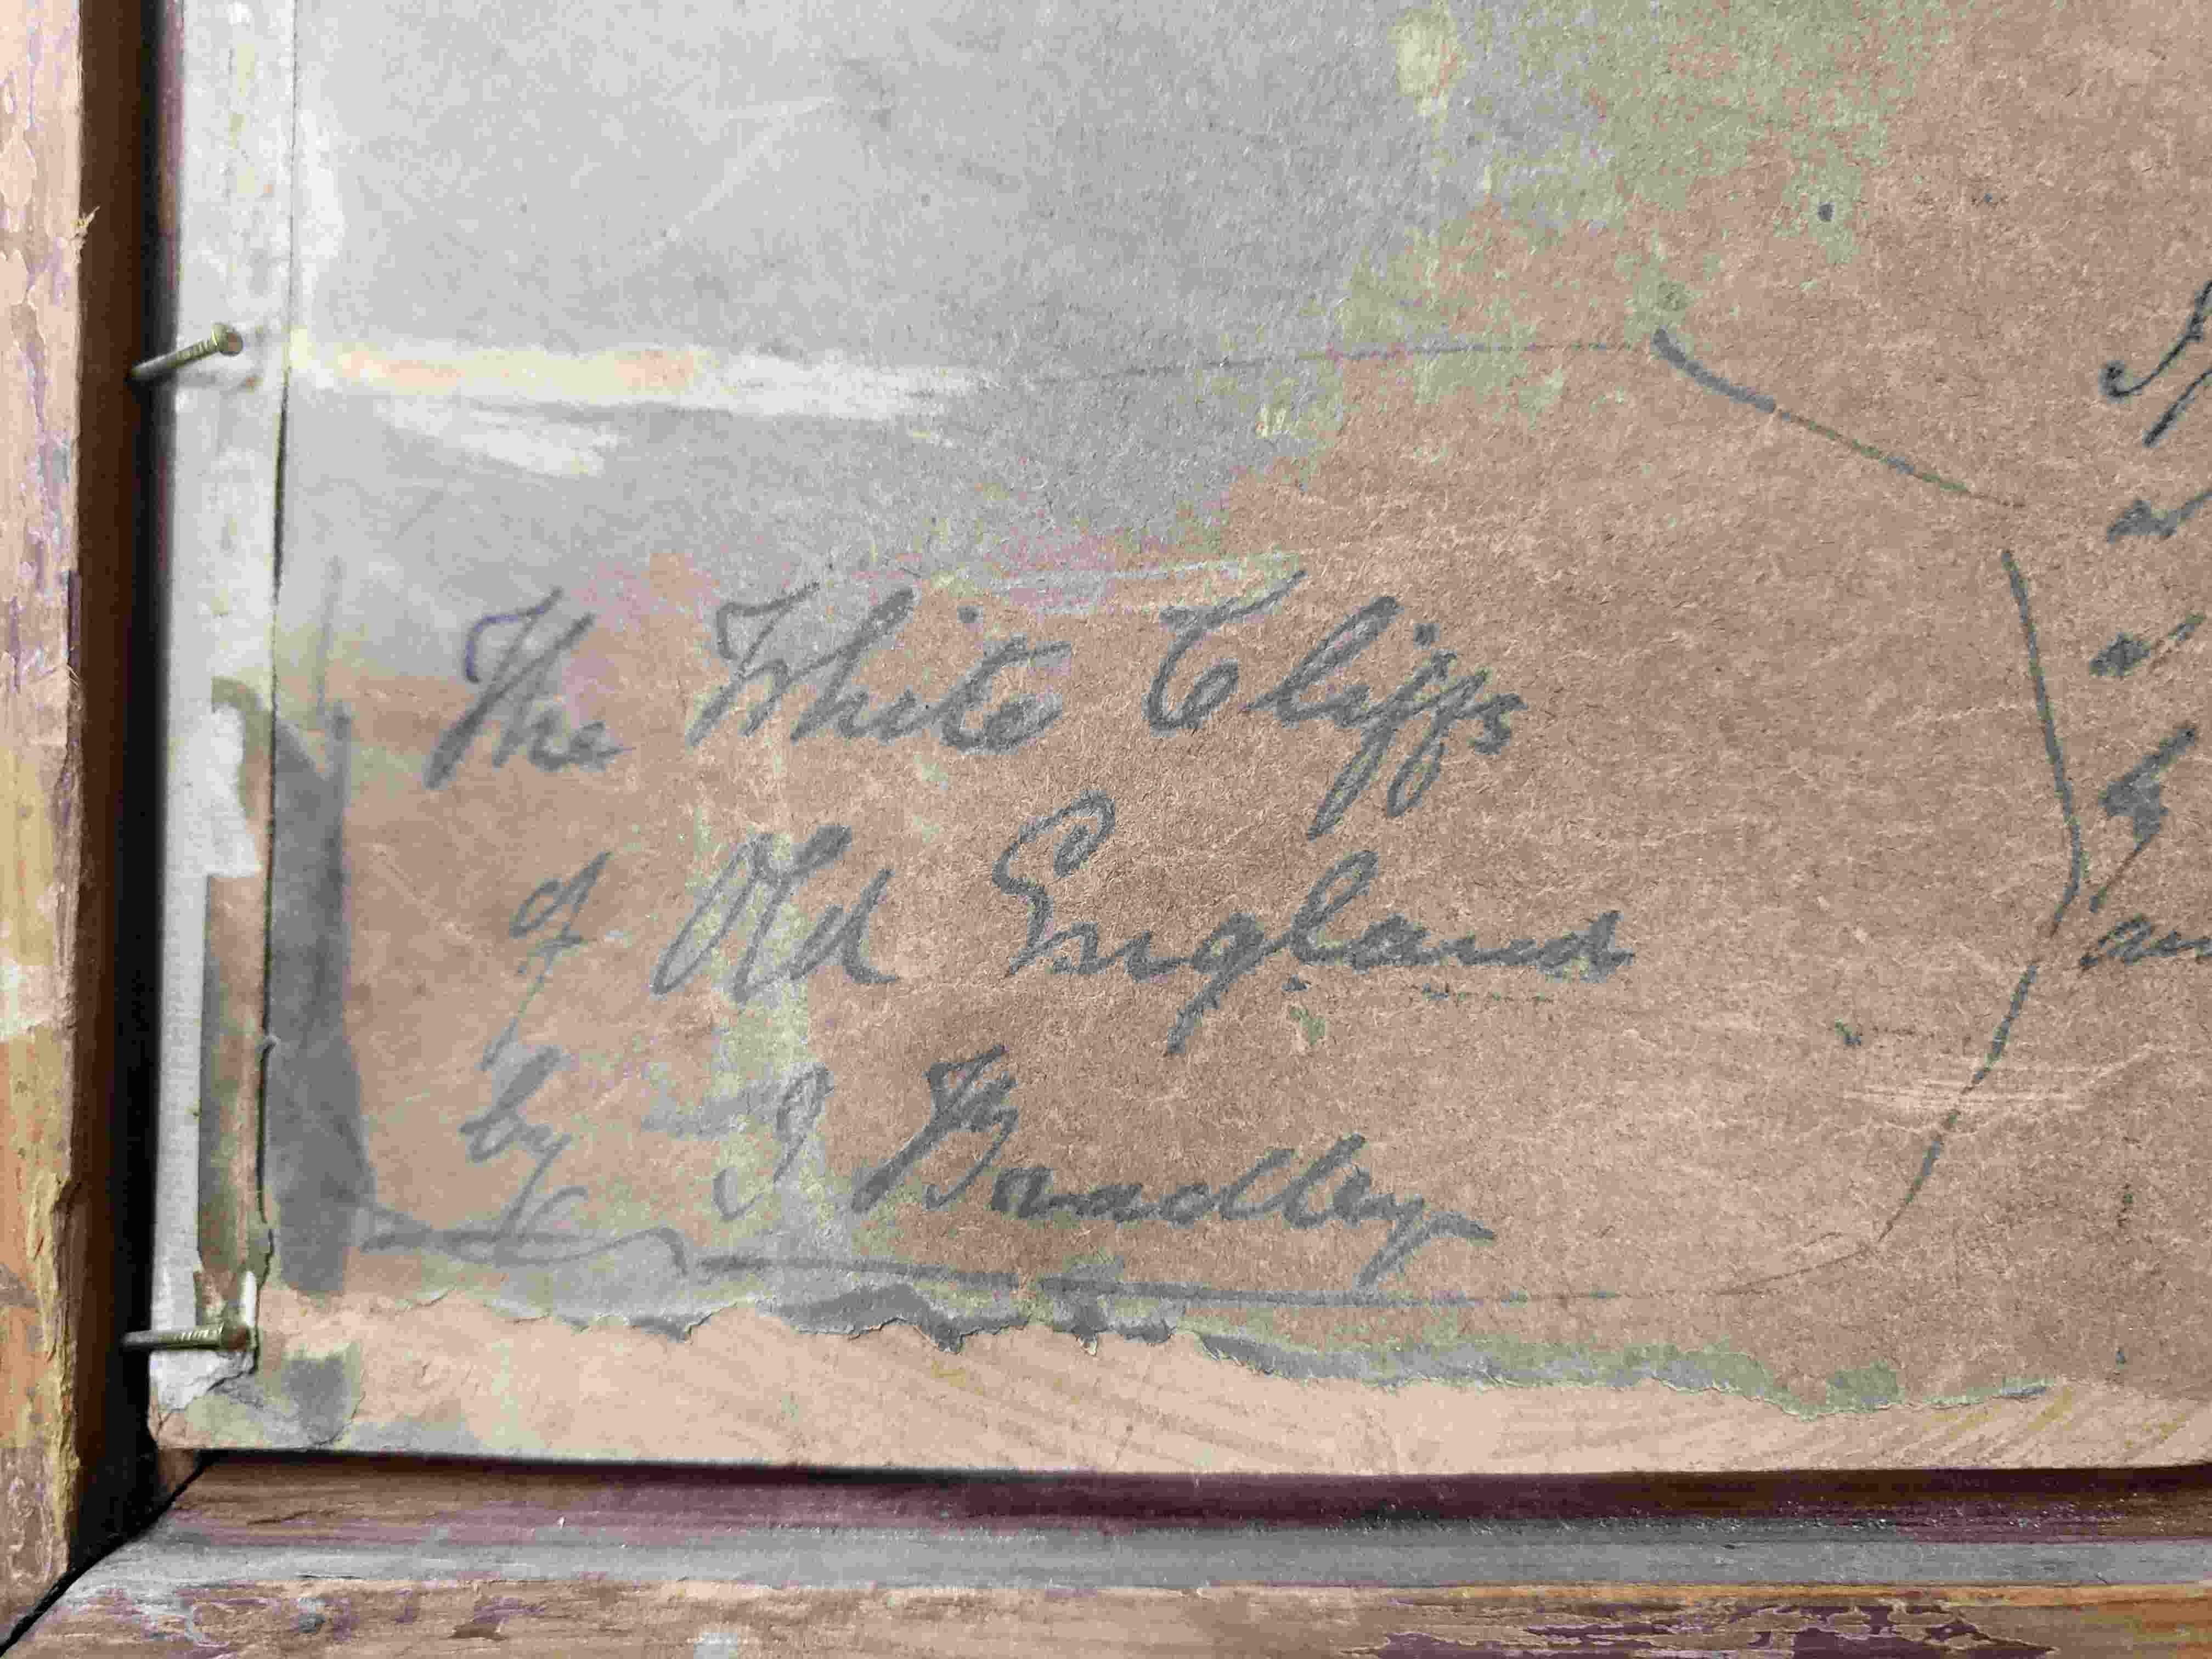 The White Cliffs
of Old England
by J Bradley